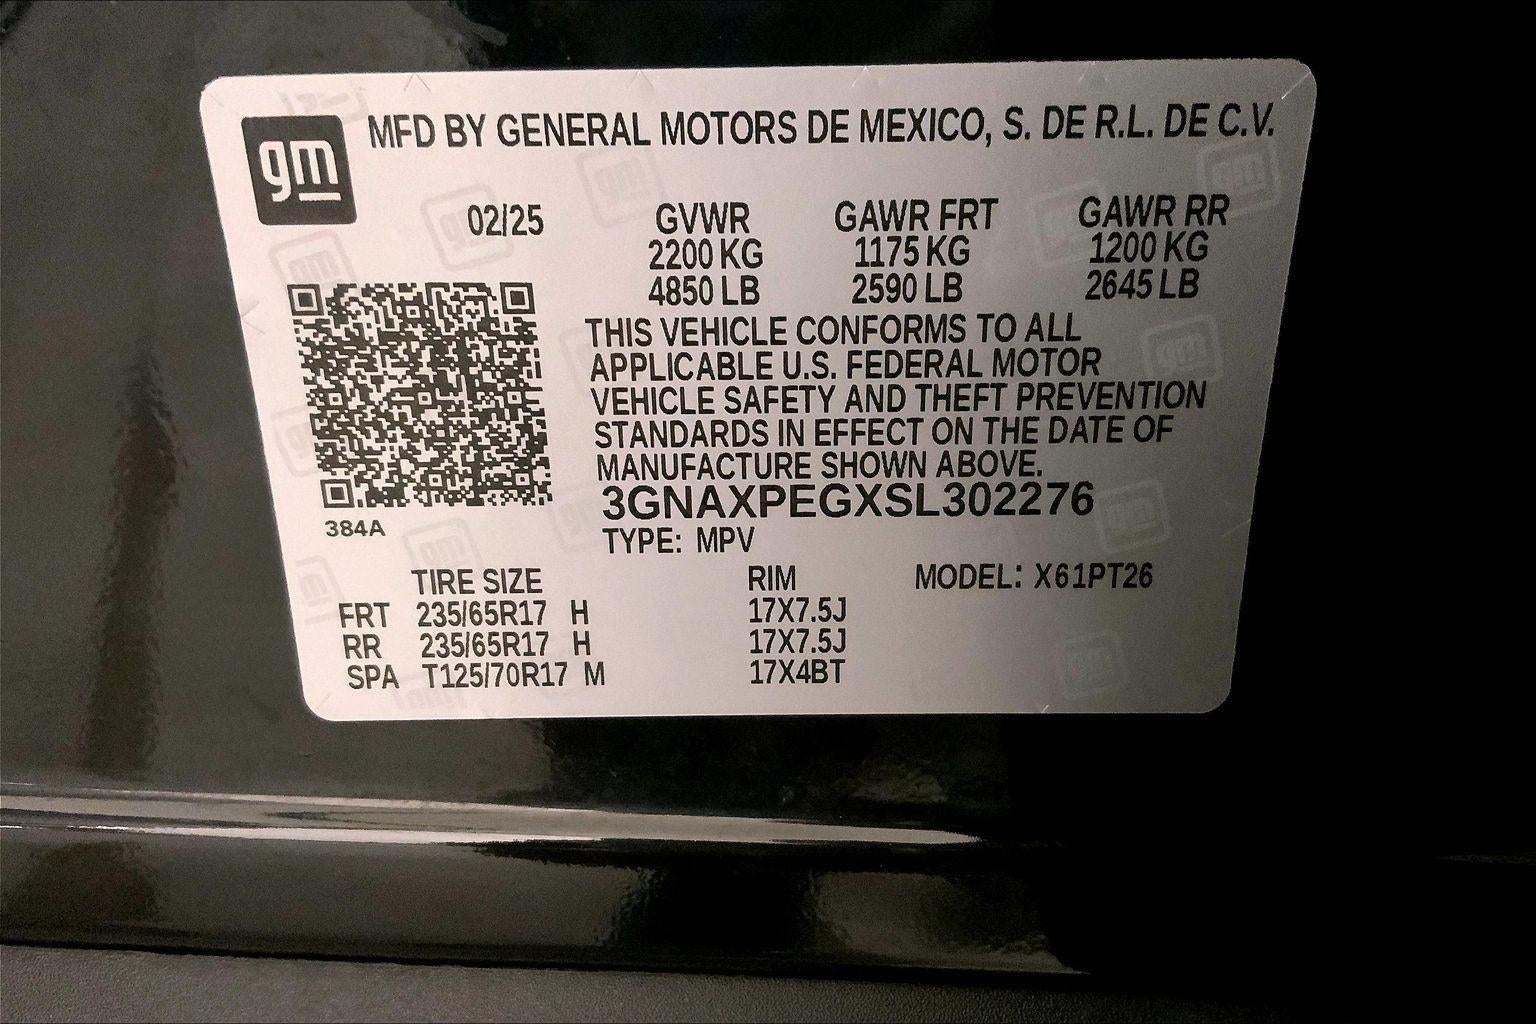 gm
MFD BY GENERAL MOTORS DE MEXICO, S. DE R.L. DE C.V.
02/25 GVWR GAWR FRT GAWR RR
2200 KG 1175 KG 1200 KG
4850 LB 2590 LB 2645 LB
THIS VEHICLE CONFORMS TO ALL
APPLICABLE U.S. FEDERAL MOTOR
VEHICLE SAFETY AND THEFT PREVENTION
STANDARDS IN EFFECT ON THE DATE OF
MANUFACTURE SHOWN ABOVE.
3GNAXPEGXSL302276
384A
TYPE: MPV
TIRE SIZE RIM MODEL: X61PT26
FRT 235/65R17 H 17X7.5J
RR 235/65R17 H 17X7.5J
SPA T125/70R17 M 17X4BT